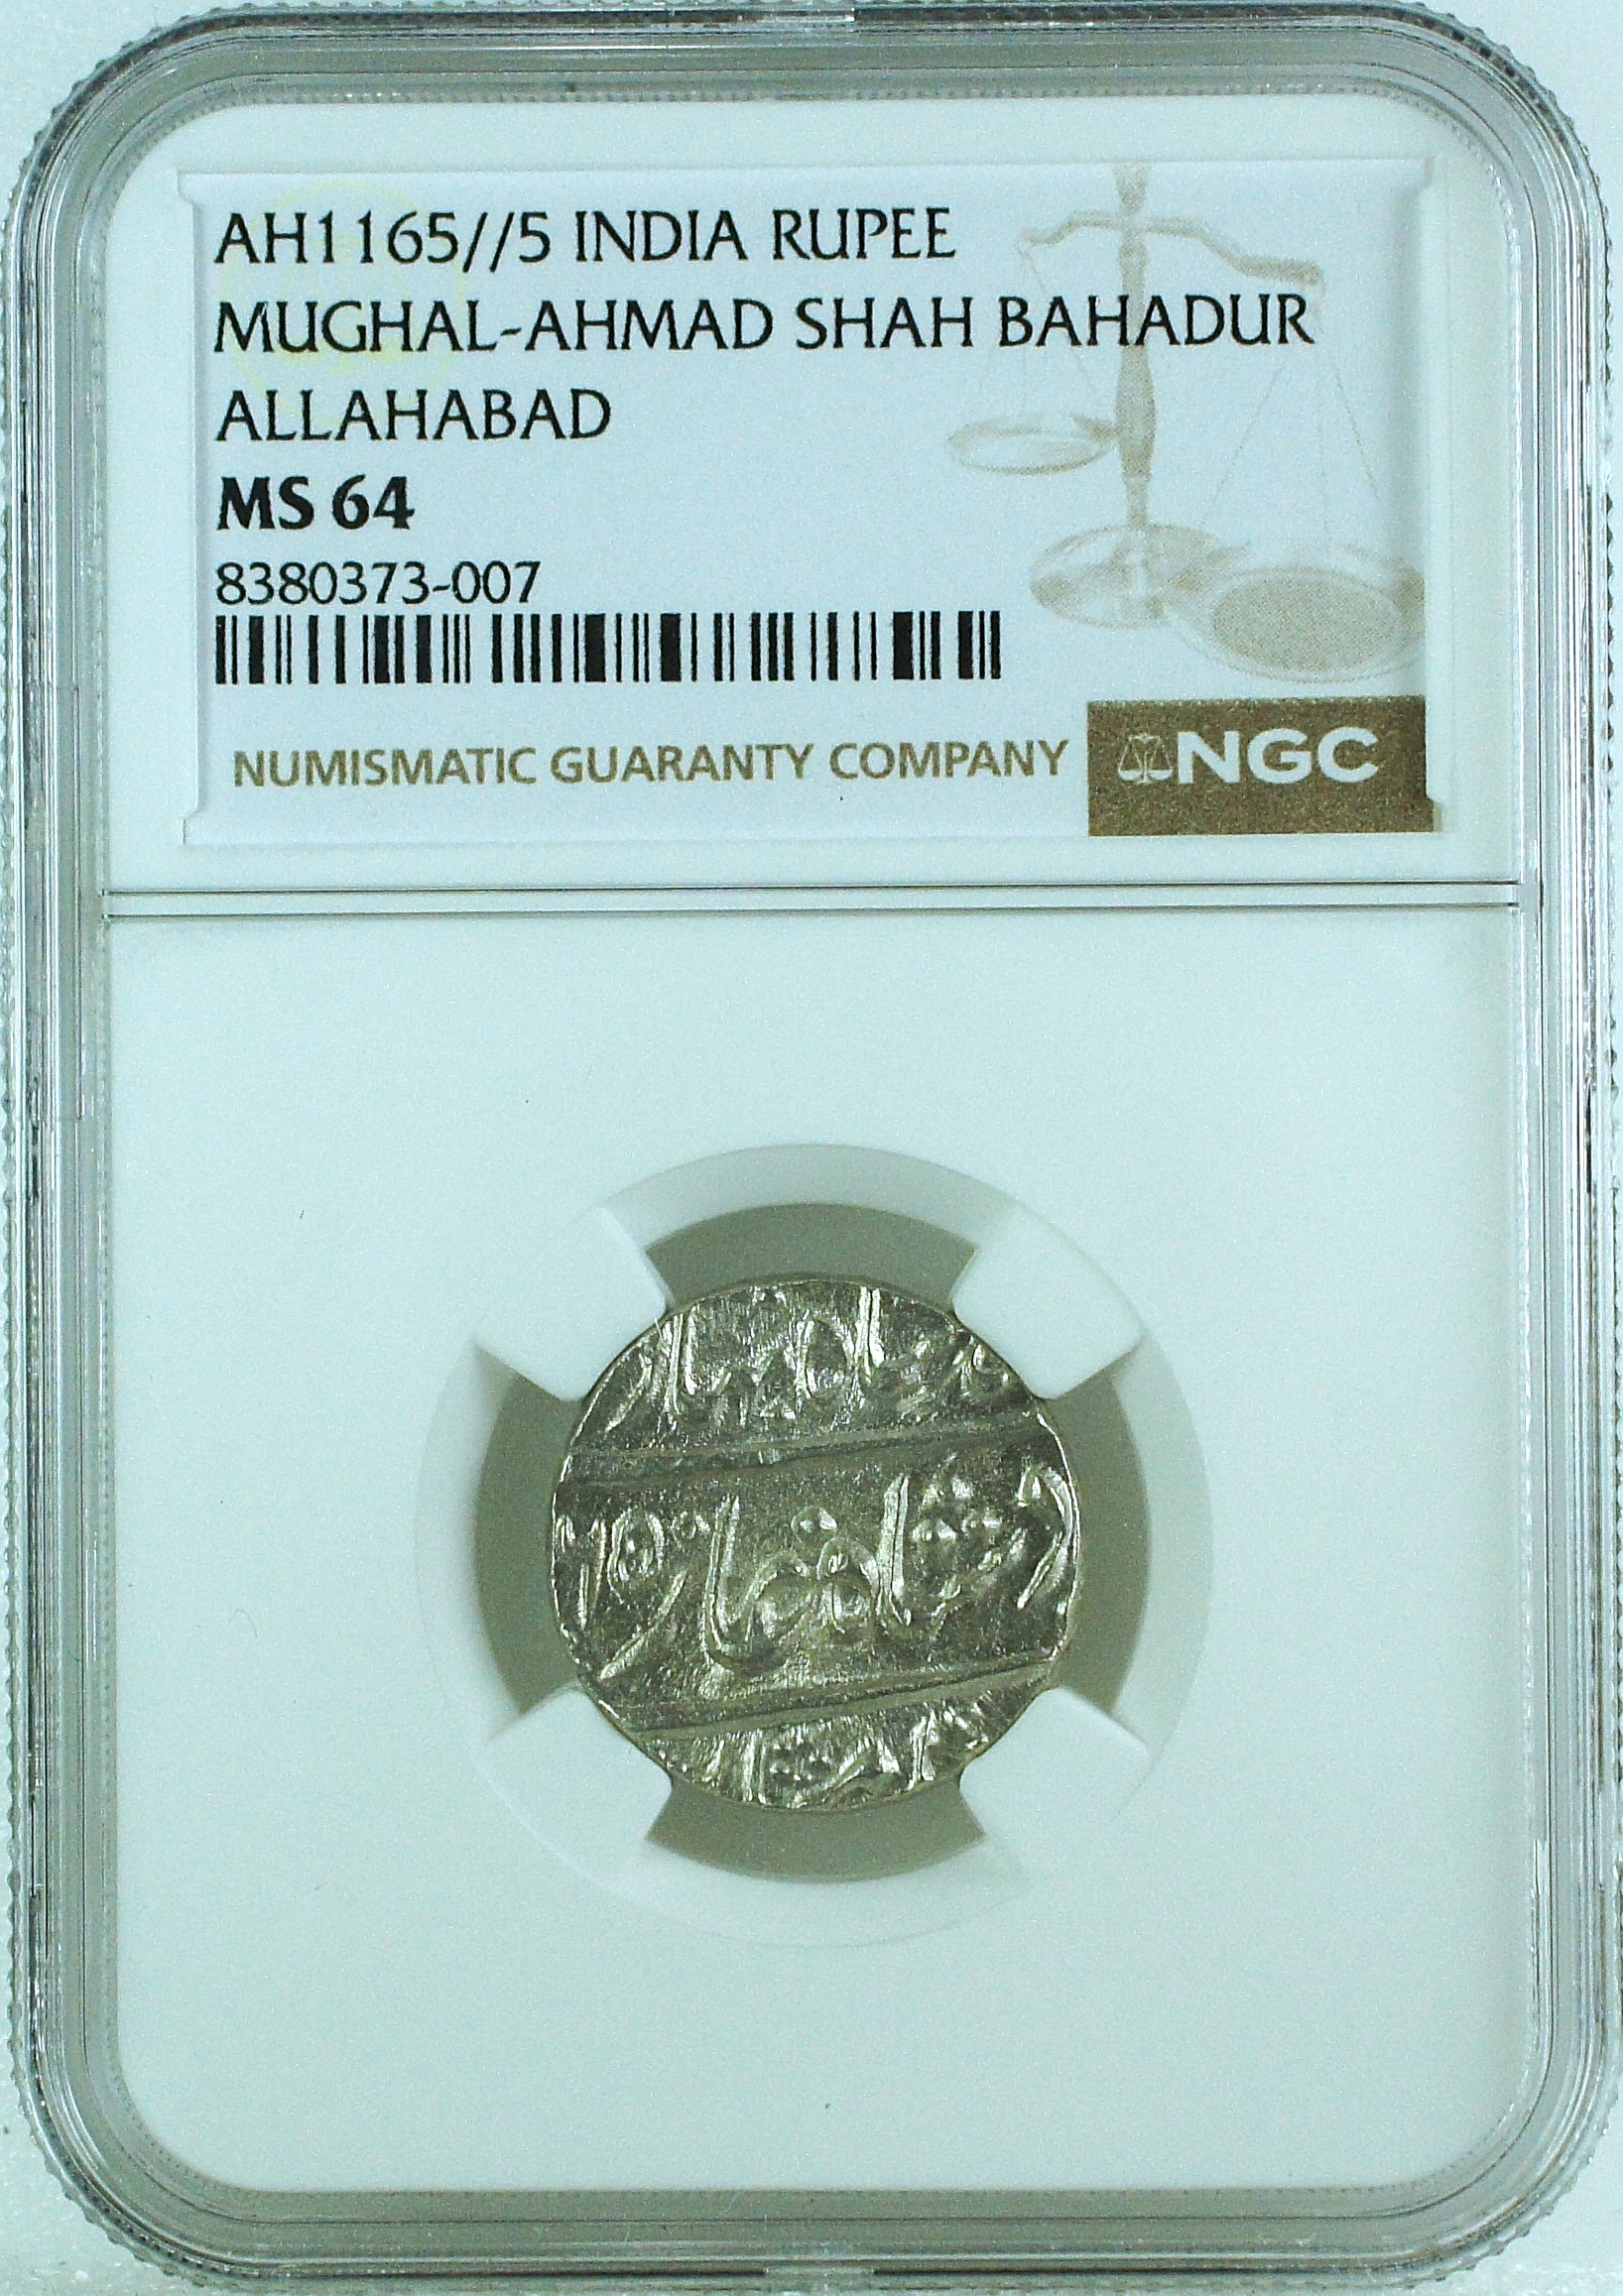 AH1165//5 INDIA RUPEE
MUGHAL-AHMAD SHAH BAHADUR
ALLAHABAD
MS 64
8380373-007
NUMISMATIC GUARANTY COMPANY NGC